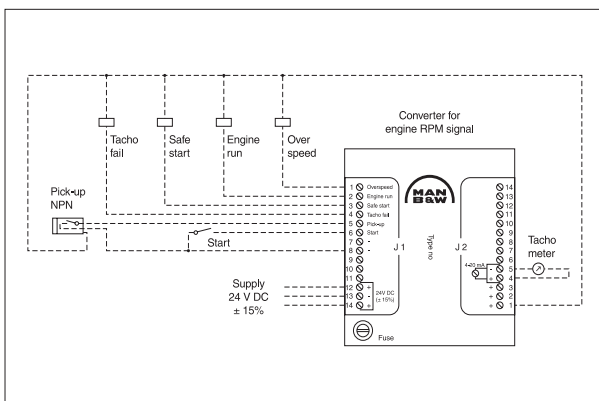 Converter for
engine RPM signal
Tacho
fail
Safe
start
Engine
run
Over
speed
Pick-up
NPN
Start
Supply
24 V DC
± 15%
1 Overspeed
2 Engine run
3 Safe start
4 Tacho fail
5 Pick-up
6 Start
7 -
8 -
9
10
11
12 +
13 -
14 +
24V DC
(± 15%)
J 1
MAN
B&W
Type no
J 2
Fuse
14
13
12
11
10
9
8
7
6
4-20 mA
- 5
+ 4
+ 3
+ 2
+ 1
Tacho
meter